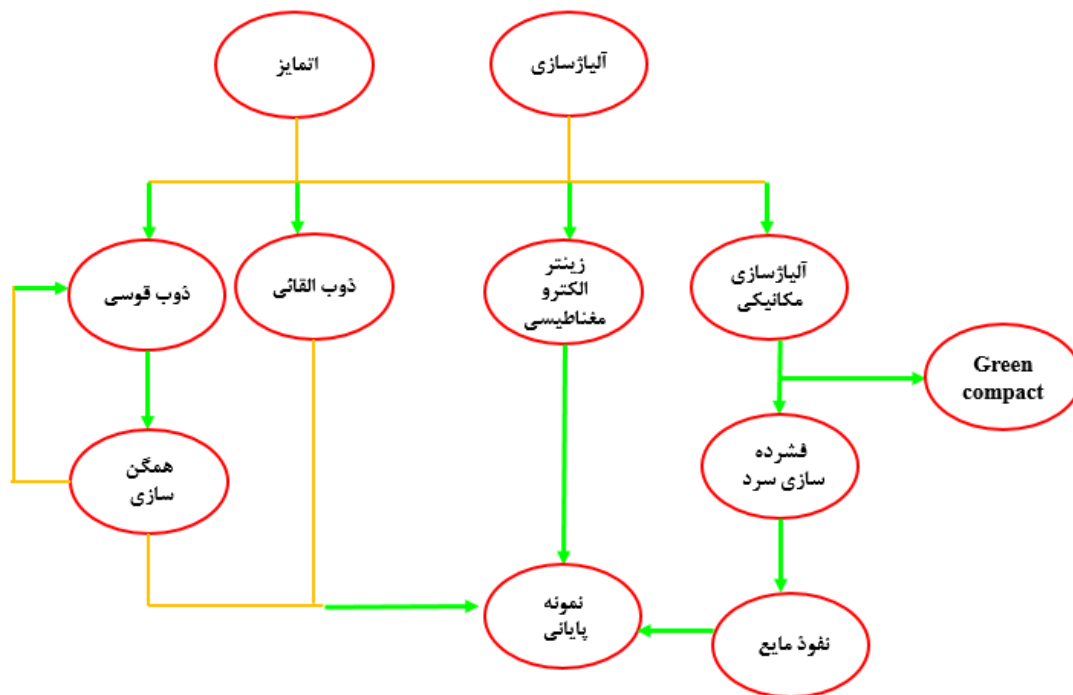 آلیاژسازی
اتمایز
آلیاژسازی
مکانیکی
زینتر
الکترو
مغناطیسی
ذوب القائی
ذوب قوسی
Green
compact
فشرده
سازی سرد
همگن
سازی
نمونه
پایانی
نفوذ مایع